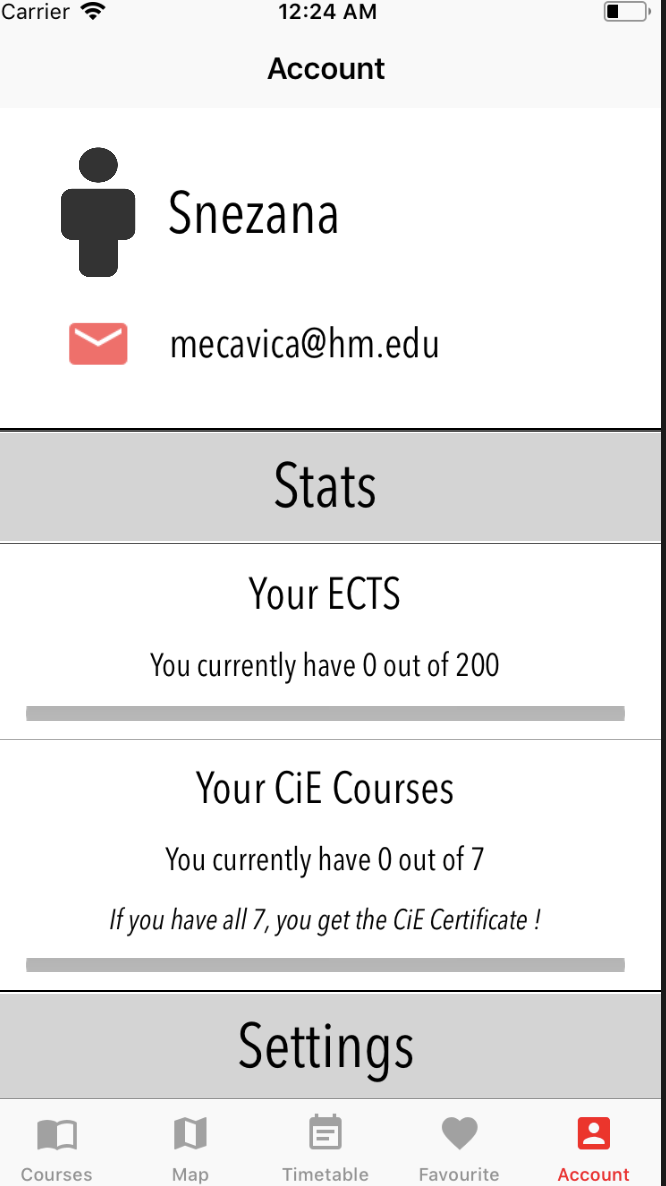 Carrier 12:24 AM
Account
Snezana
mecavica@hm.edu
Stats
Your ECTS
You currently have 0 out of 200
Your CiE Courses
You currently have 0 out of 7
If you have all 7, you get the CiE Certificate !
Settings
Courses Map Timetable Favourite Account